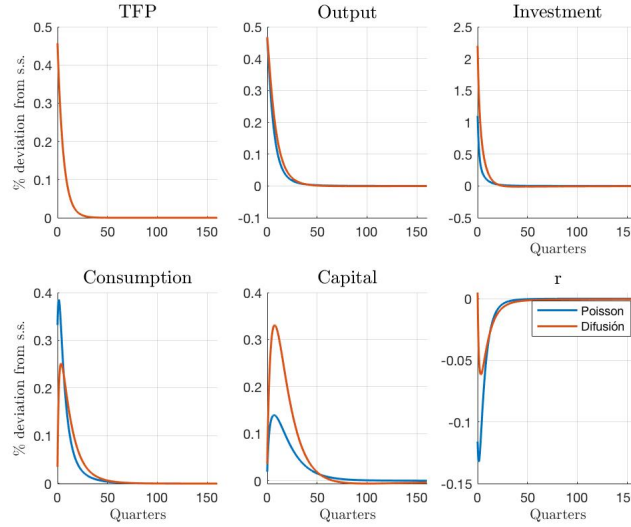 TFP
Output
Investment
% deviation from s.s.
0.5
0.4
0.3
0.2
0.1
0
0 50 100 150
0.5
0.4
0.3
0.2
0.1
0
-0.1
0 50 100 150
2.5
2
1.5
1
0.5
0
-0.5
0 50 100 150
Quarters
Consumption
Capital
r
% deviation from s.s.
0.4
0.3
0.2
0.1
0
0 50 100 150
Quarters
0.4
0.3
0.2
0.1
0
0 50 100 150
Quarters
0
-0.05
-0.1
-0.15
0 50 100 150
Quarters
Poisson
Difusión